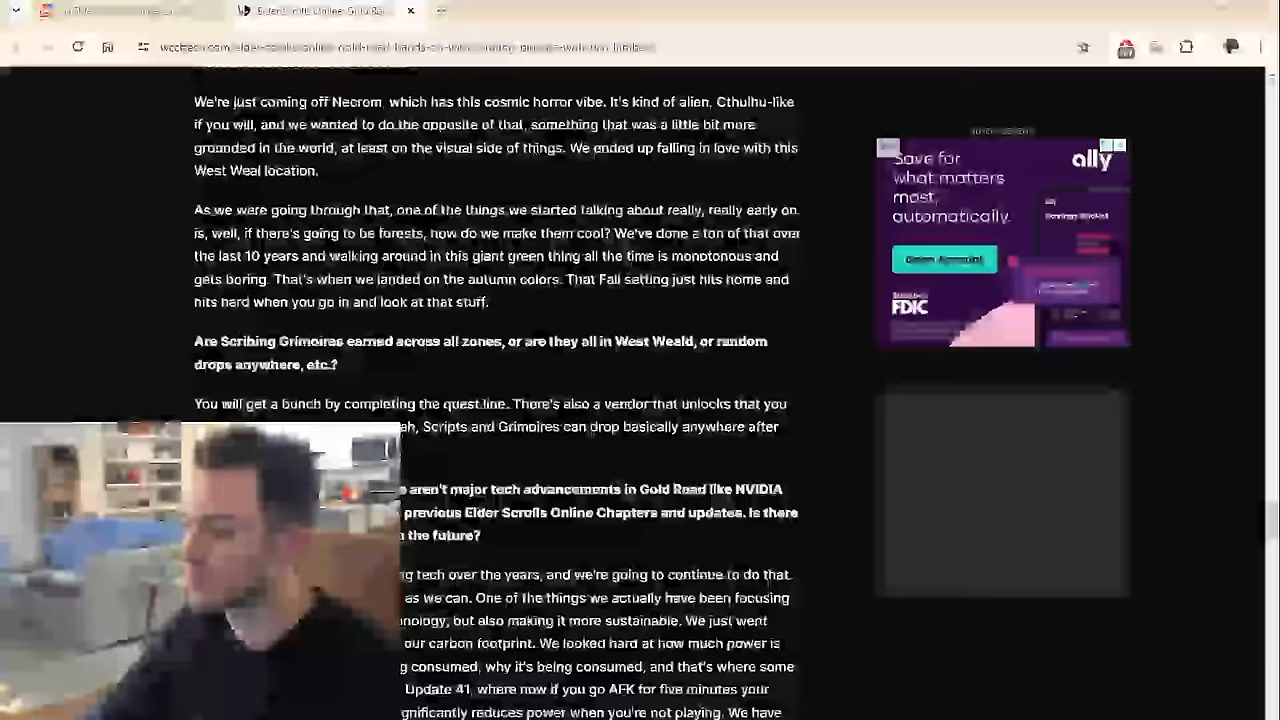 We're just coming off Necrom, which has this cosmic horror vibe. It's kind of alien, Cthulhu-like
if you will, and we wanted to do the opposite of that, something that was a little bit more
grounded in the world, at least on the visual side of things. We ended up falling in love with this
West Weal location.
As we were going through that, one of the things we started talking about really, really early on
is, well, if there's going to be forests, how do we make them cool? We've done a ton of that over
the last 10 years and walking around in this giant green thing all the time is monotonous and
gets boring. That's when we landed on the autumn colors. That Fall setting just hits home and
hits hard when you go in and look at that stuff.
Are Scribing Grimoires earned across all zones, or are they all in West Weald, or random
drops anywhere, etc.?
You will get a bunch by completing the quest line. There's also a vendor that unlocks that you
ah, Scripts and Grimoires can drop basically anywhere after
aren't major tech advancements in Gold Road like NVIDIA
previous Elder Scrolls Online Chapters and updates. Is there
the future?
g tech over the years, and we're going to continue to do that
as we can. One of the things we actually have been focusing
nology, but also making it more sustainable. We just went
our carbon footprint. We looked hard at how much power is
g consumed, why it's being consumed, and that's where some
Update 41, where now if you go AFK for five minutes your
gnificantly reduces power when you're not playing. We have
Save for
what matters
most,
automatically.
ally
FDIC